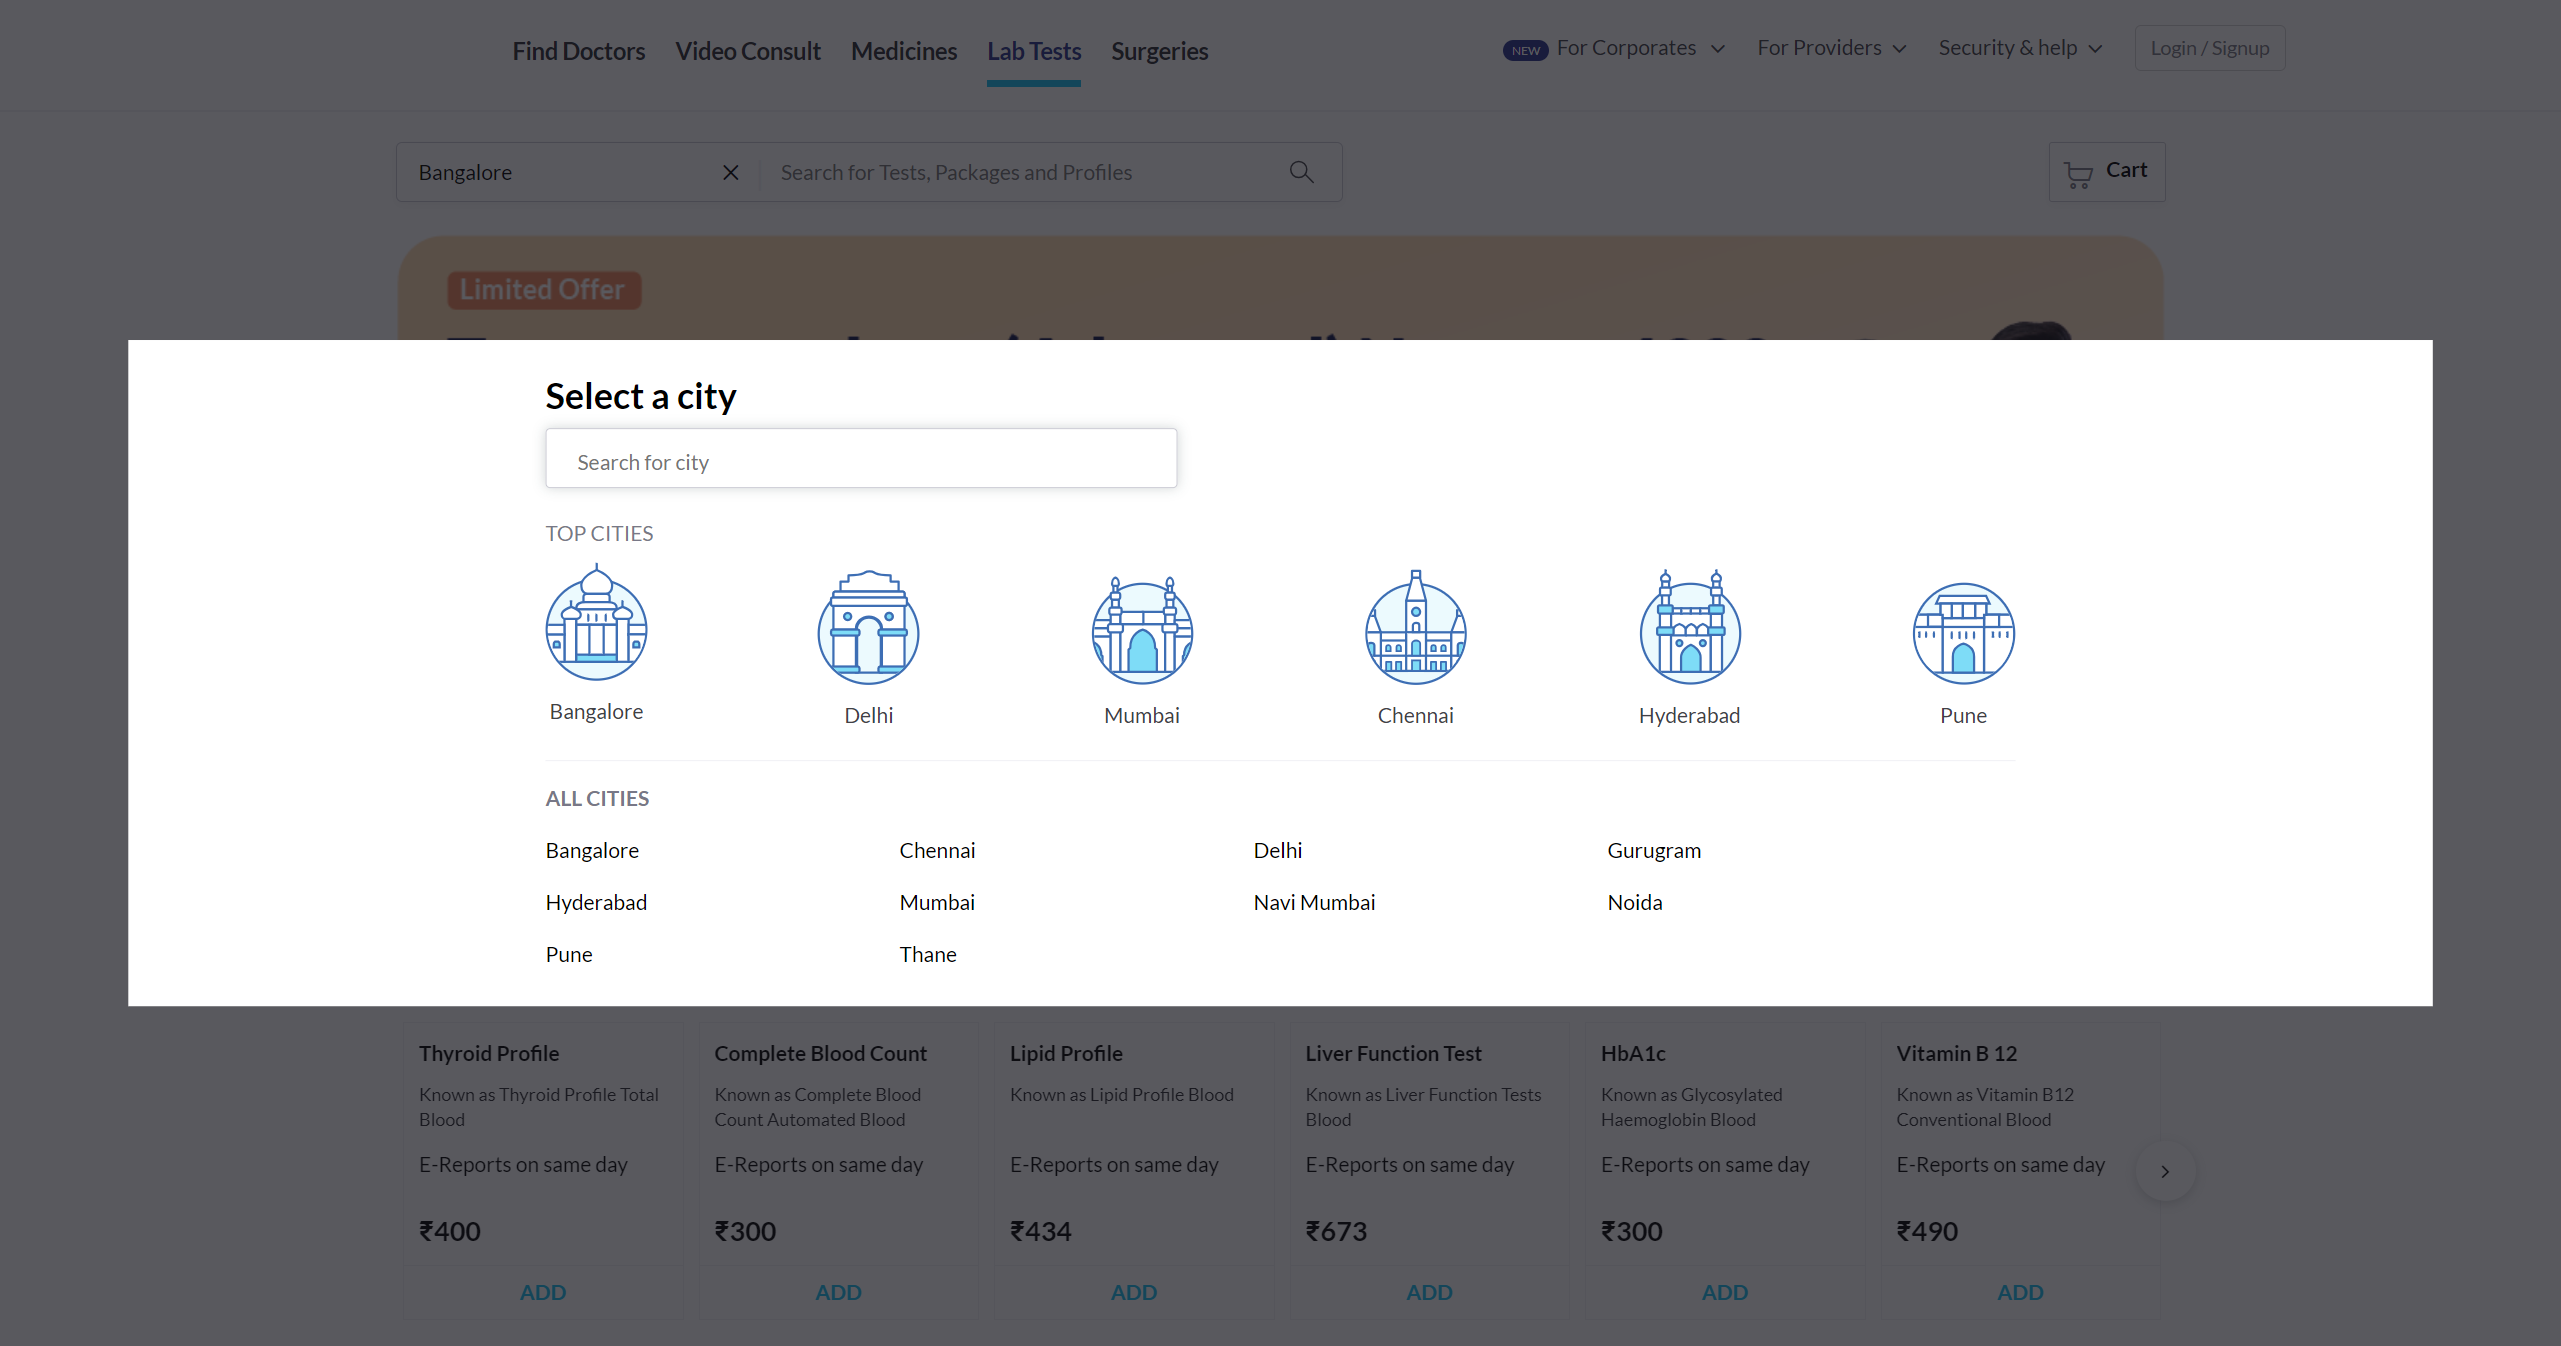 Find Doctors Video Consult Medicines Lab Tests Surgeries NEW For Corporates For Providers Security & help Login / Signup
Bangalore Search for Tests, Packages and Profiles Cart
Limited Offer
Select a city
Search for city
TOP CITIES
Bangalore Delhi Mumbai Chennai Hyderabad Pune
ALL CITIES
Bangalore Chennai Delhi Gurugram
Hyderabad Mumbai Navi Mumbai Noida
Pune Thane
Thyroid Profile Complete Blood Count Lipid Profile Liver Function Test HbA1c Vitamin B 12
Known as Thyroid Profile Total Known as Complete Blood Known as Lipid Profile Blood Known as Liver Function Tests Known as Glycosylated Known as Vitamin B12
Blood Count Automated Blood Blood Haemoglobin Blood Conventional Blood
E-Reports on same day E-Reports on same day E-Reports on same day E-Reports on same day E-Reports on same day E-Reports on same day
₹400 ₹300 ₹434 ₹673 ₹300 ₹490
ADD ADD ADD ADD ADD ADD